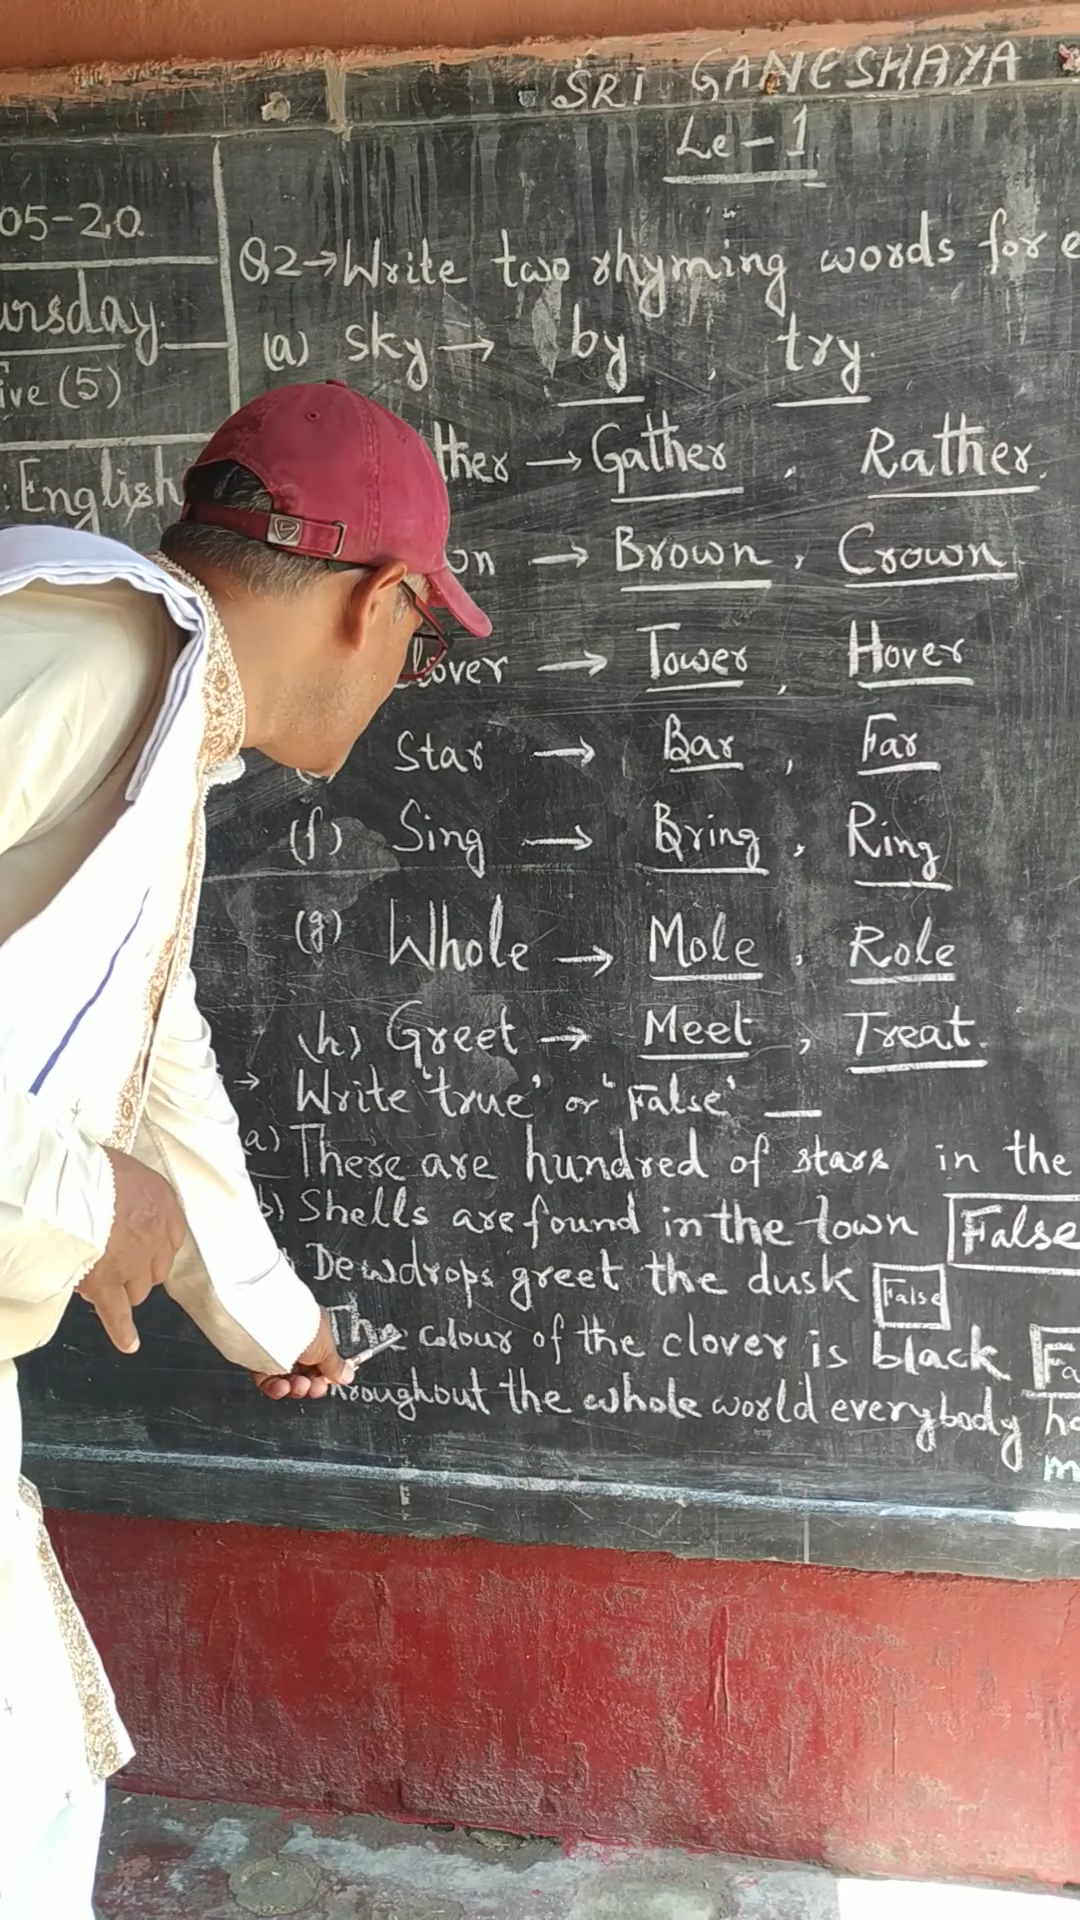 SRI GANESHAYA
Le-1
05-20
ursday
ive (5)
English
Q2→Write two rhyming words for e
(a) sky → by, try.
ther → Gather, Rather.
on → Brown, Crown
lover → Tower, Hover
Star → Bar, Far
(f) Sing → Bring, Ring
(g) Whole → Mole, Role
(h) Greet → Meet, Treat.
→ Write 'true' or "False" —
a) There are hundred of stars in the
b) Shells are found in the town False
Dewdrops greet the dusk False
The colour of the clover is black Fa
hroughout the whole world everybody ha
m